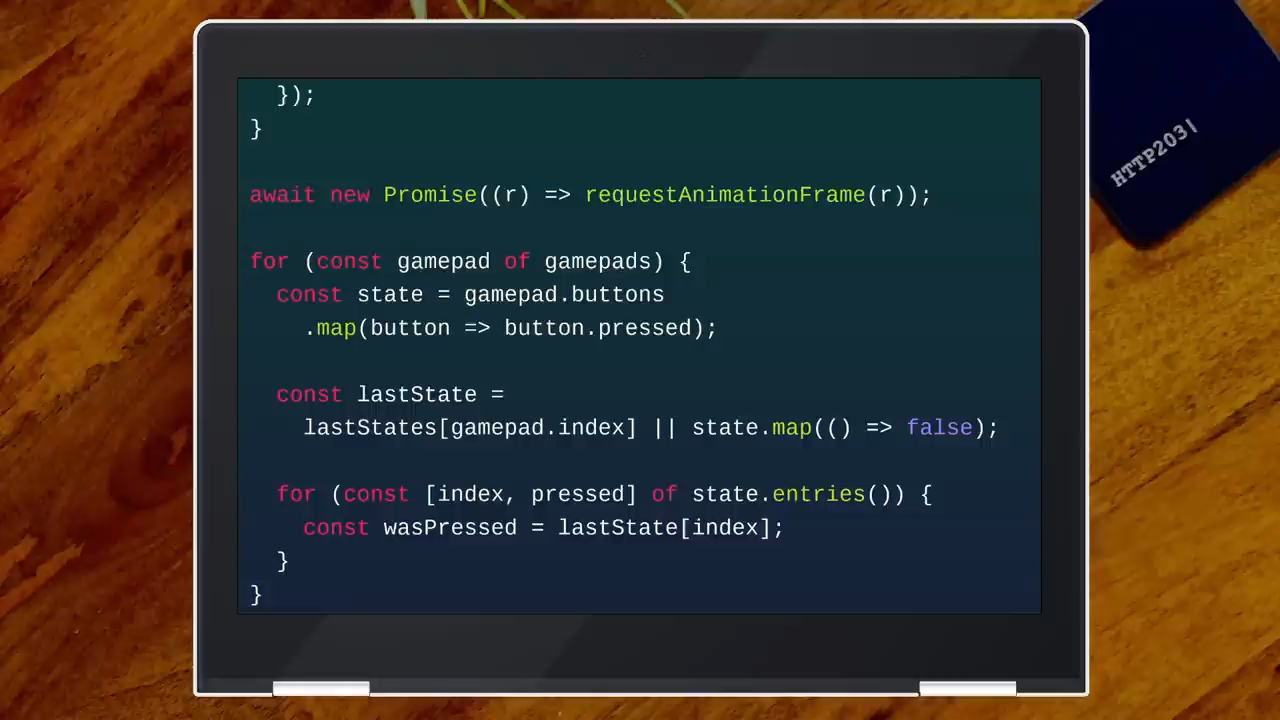 });
}
await new Promise((r) => requestAnimationFrame(r));
for (const gamepad of gamepads) {
  const state = gamepad.buttons
    .map(button => button.pressed);
  const lastState =
    lastStates[gamepad.index] || state.map(() => false);
  for (const [index, pressed] of state.entries()) {
    const wasPressed = lastState[index];
  }
}
HTTP203|